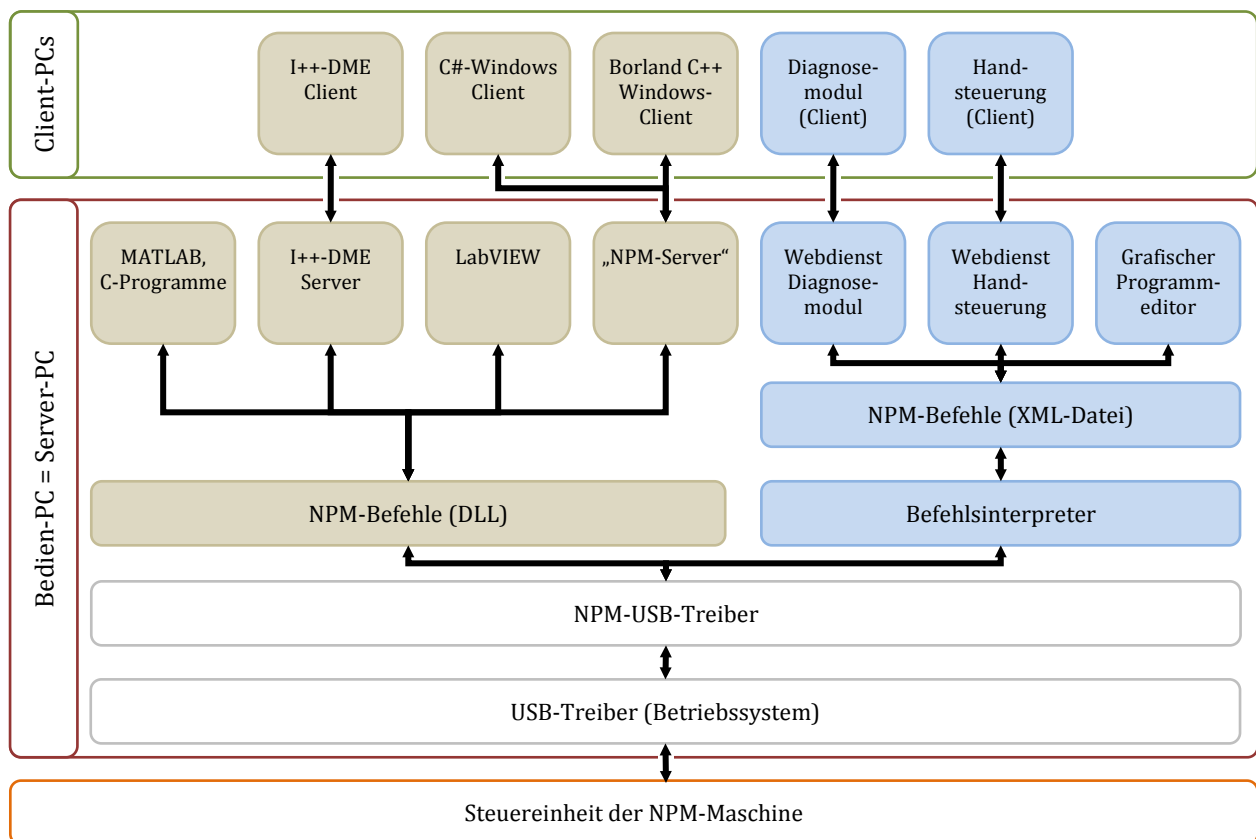 Client-PCs
I++-DME
Client
C#-Windows
Client
Borland C++
Windows-
Client
Diagnose-
modul
(Client)
Hand-
steuerung
(Client)
Bedien-PC = Server-PC
MATLAB,
C-Programme
I++-DME
Server
LabVIEW
„NPM-Server“
Webdienst
Diagnose-
modul
Webdienst
Hand-
steuerung
Grafischer
Programm-
editor
NPM-Befehle (XML-Datei)
NPM-Befehle (DLL)
Befehlsinterpreter
NPM-USB-Treiber
USB-Treiber (Betriebssystem)
Steuereinheit der NPM-Maschine